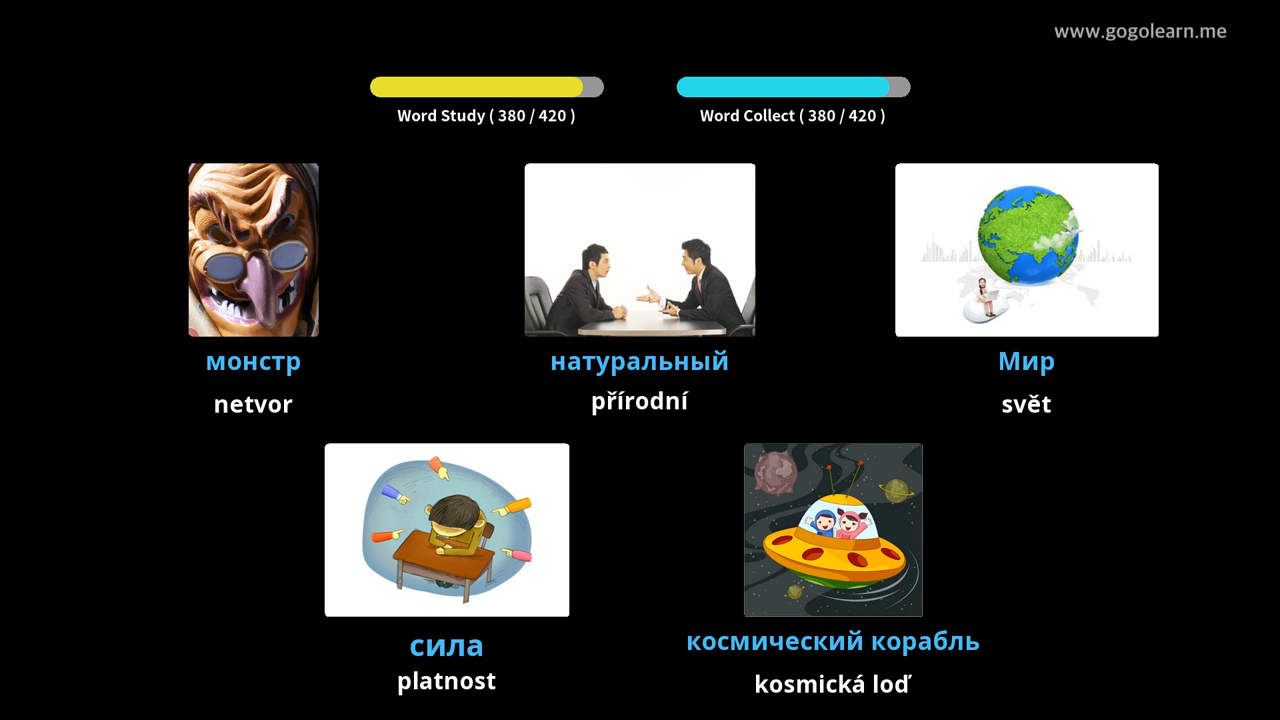 www.gogolearn.me
Word Study ( 380 / 420 )
Word Collect ( 380 / 420 )
монстр
netvor
натуральный
přírodní
Мир
svět
сила
platnost
космический корабль
kosmická loď